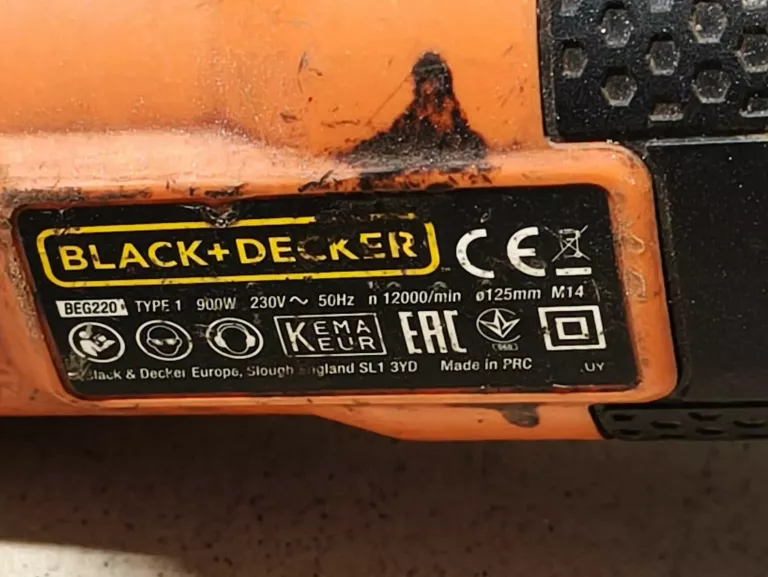 BLACK+DECKER
BEG220 TYPE 1 900W 230V ~ 50Hz n 12000/min ø125mm M14
KEMA
KEUR
EAC
Black & Decker Europe, Slough England SL1 3YD Made in PRC .UY